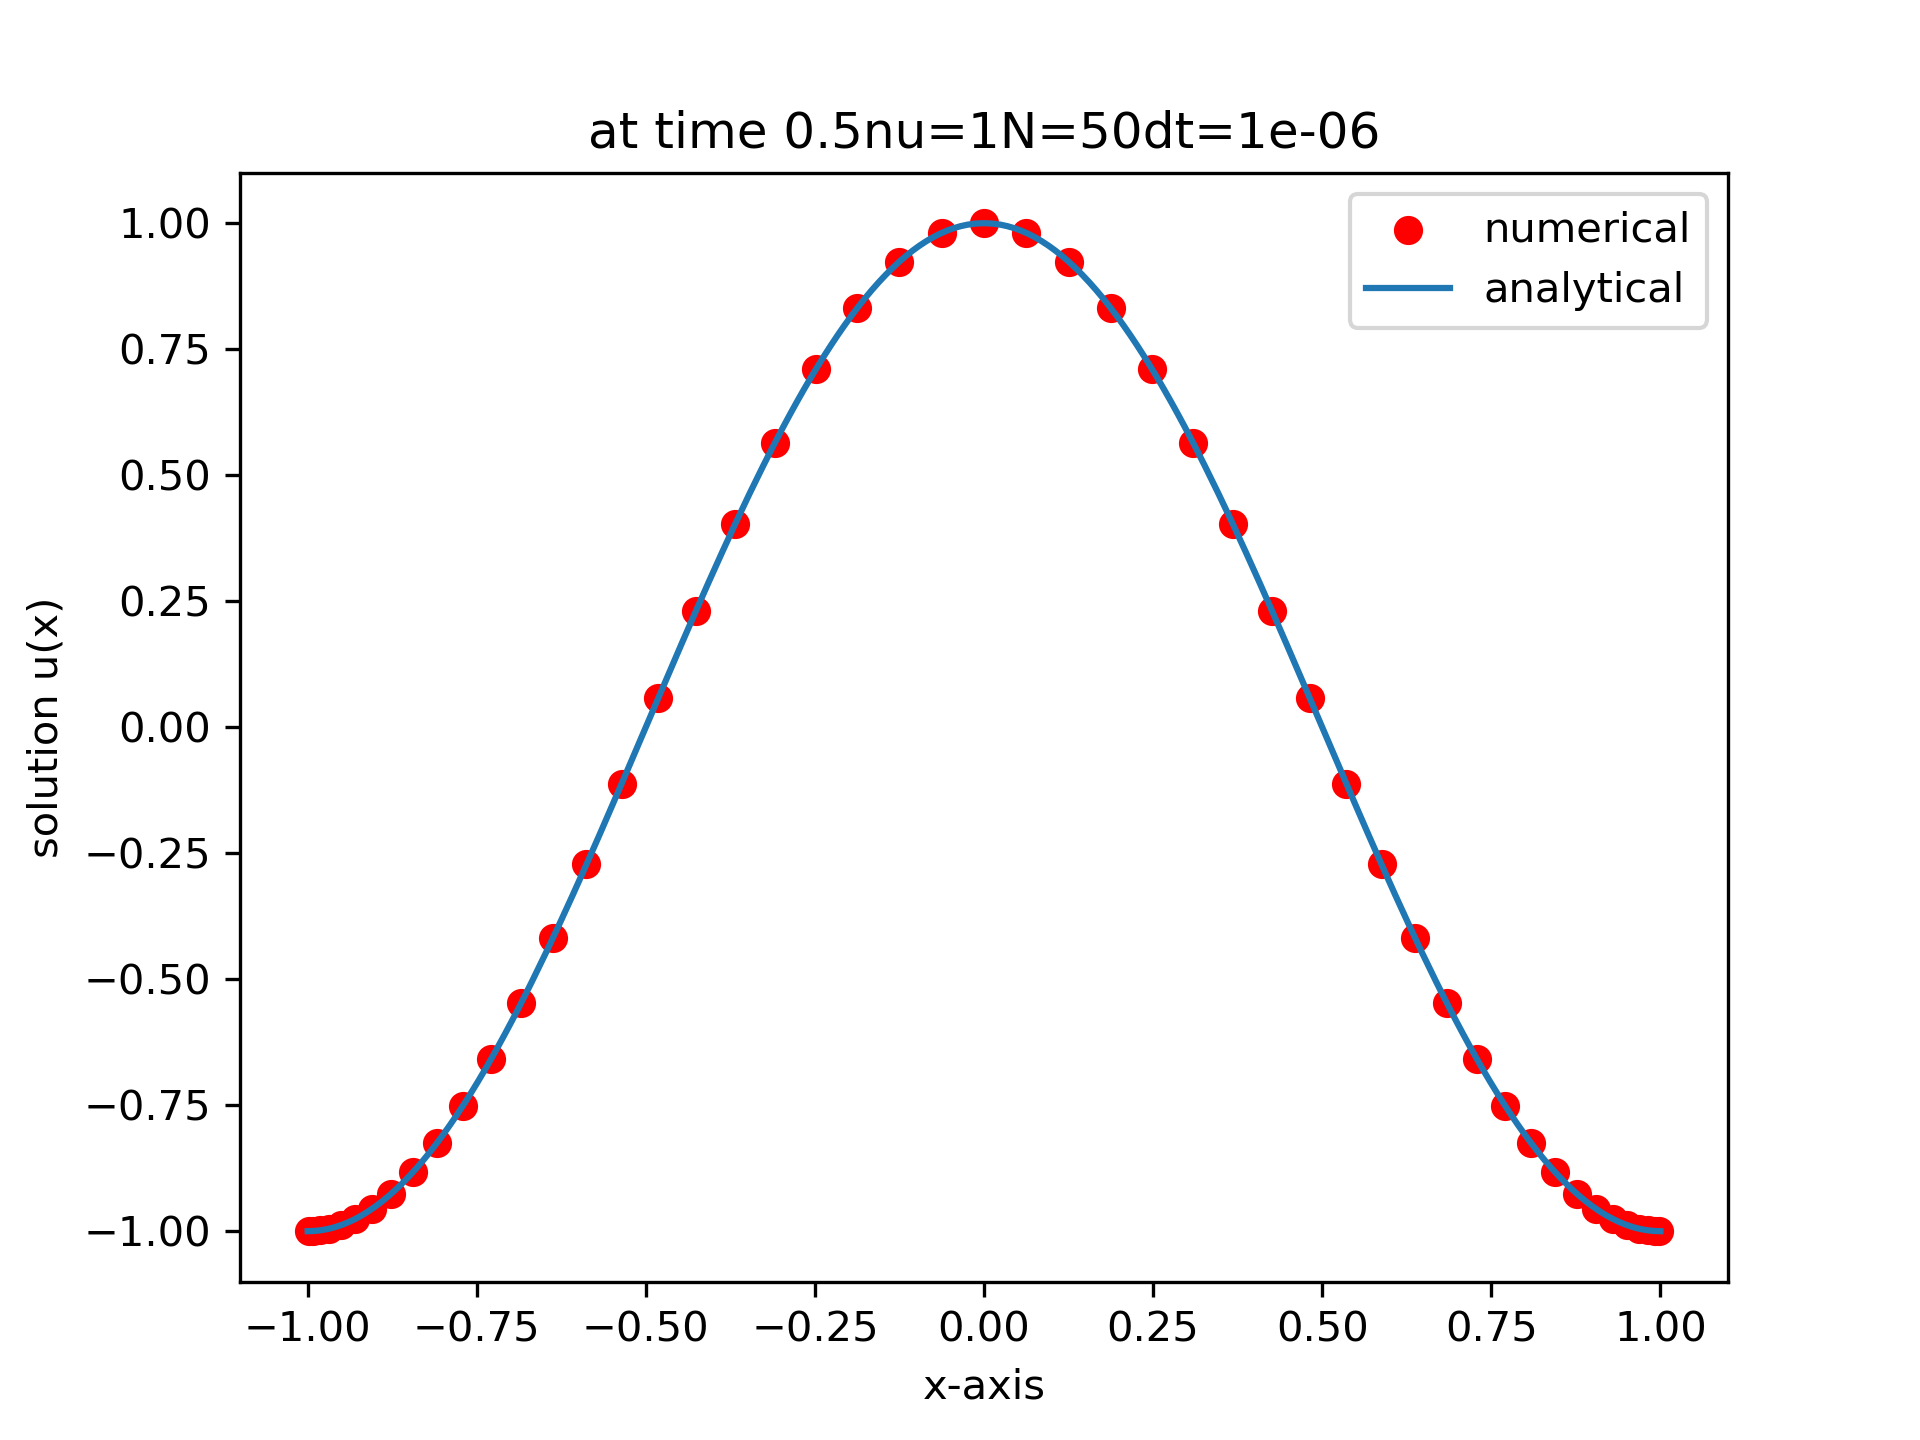 at time 0.5nu=1N=50dt=1e-06
numerical
analytical
1.00
0.75
0.50
0.25
0.00
−0.25
−0.50
−0.75
−1.00
solution u(x)
−1.00 −0.75 −0.50 −0.25 0.00 0.25 0.50 0.75 1.00
x-axis